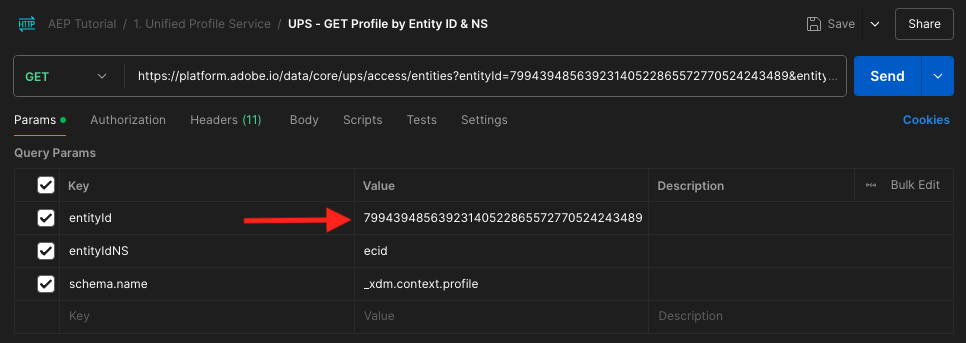 HTTP AEP Tutorial / 1. Unified Profile Service / UPS - GET Profile by Entity ID & NS Save Share
GET https://platform.adobe.io/data/core/ups/access/entities?entityId=79943948563923140522865572770524243489&entity... Send
Params Authorization Headers (11) Body Scripts Tests Settings Cookies
Query Params
Key Value Description Bulk Edit
entityId 79943948563923140522865572770524243489
entityIdNS ecid
schema.name _xdm.context.profile
Key Value Description